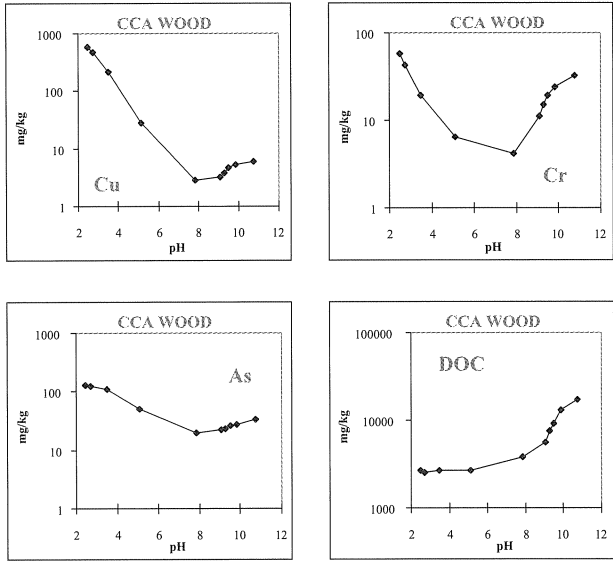 CCA WOOD
1000
100
10
1
mg/kg
Cu
2 4 6 8 10 12
pH
CCA WOOD
100
10
1
mg/kg
Cr
2 4 6 8 10 12
pH
CCA WOOD
1000
100
10
1
mg/kg
As
2 4 6 8 10 12
pH
CCA WOOD
100000
10000
1000
mg/kg
DOC
2 4 6 8 10 12
pH